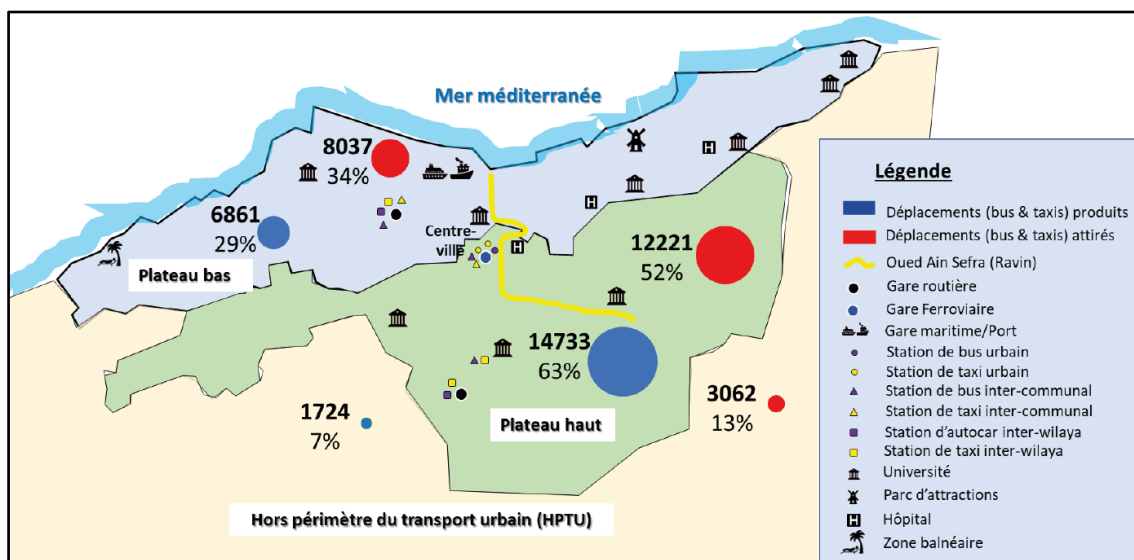 Mer méditerranée
8037
34%
6861
29%
Centre-
ville
Plateau bas
12221
52%
14733
63%
3062
13%
1724
7%
Plateau haut
Hors périmètre du transport urbain (HPTU)
H
H
H
Légende
Déplacements (bus & taxis) produits
Déplacements (bus & taxis) attirés
Oued Ain Sefra (Ravin)
Gare routière
Gare Ferroviaire
Gare maritime/Port
Station de bus urbain
Station de taxi urbain
Station de bus inter-communal
Station de taxi inter-communal
Station d'autocar inter-wilaya
Station de taxi inter-wilaya
Université
Parc d'attractions
H Hôpital
Zone balnéaire